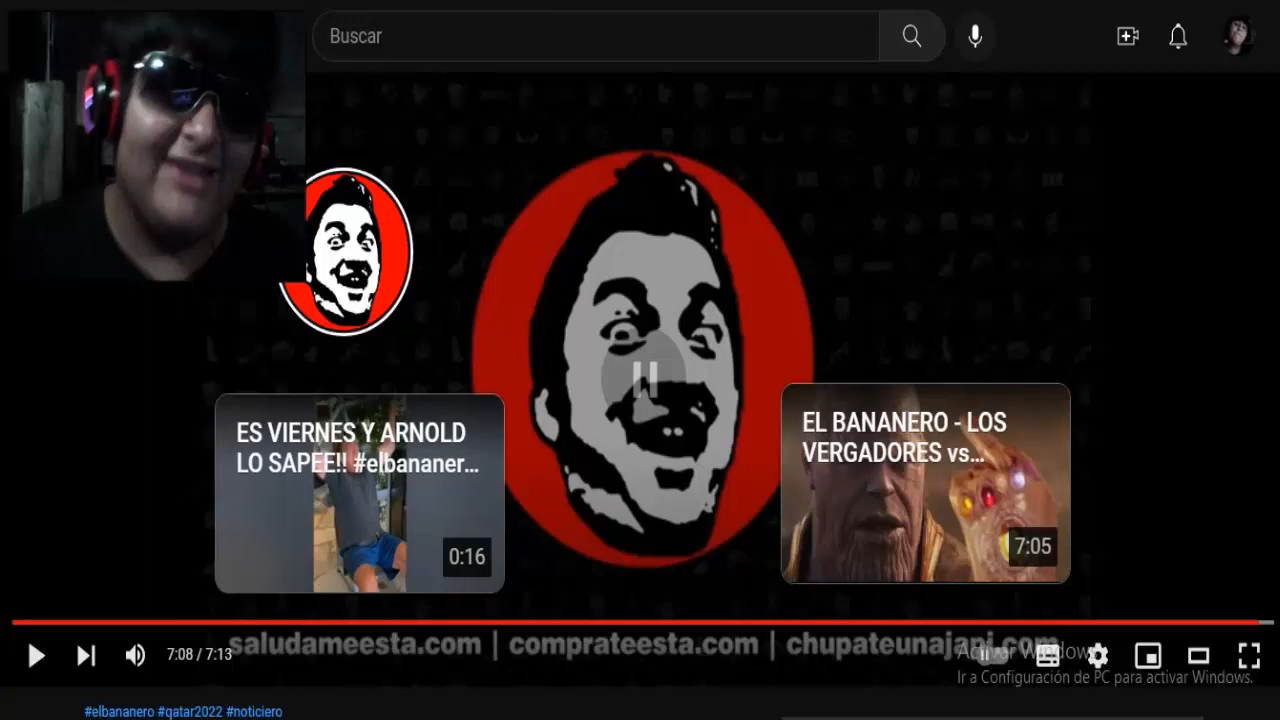 Buscar
ES VIERNES Y ARNOLD
LO SAPEE!! #elbananer...
EL BANANERO - LOS
VERGADORES vs...
0:16
7:05
saludameesta.com | comprateesta.com | chupateunajapi.com
7:08 / 7:13
Activar Windows
Ir a Configuración de PC para activar Windows.
#elbananero #qatar2022 #noticiero